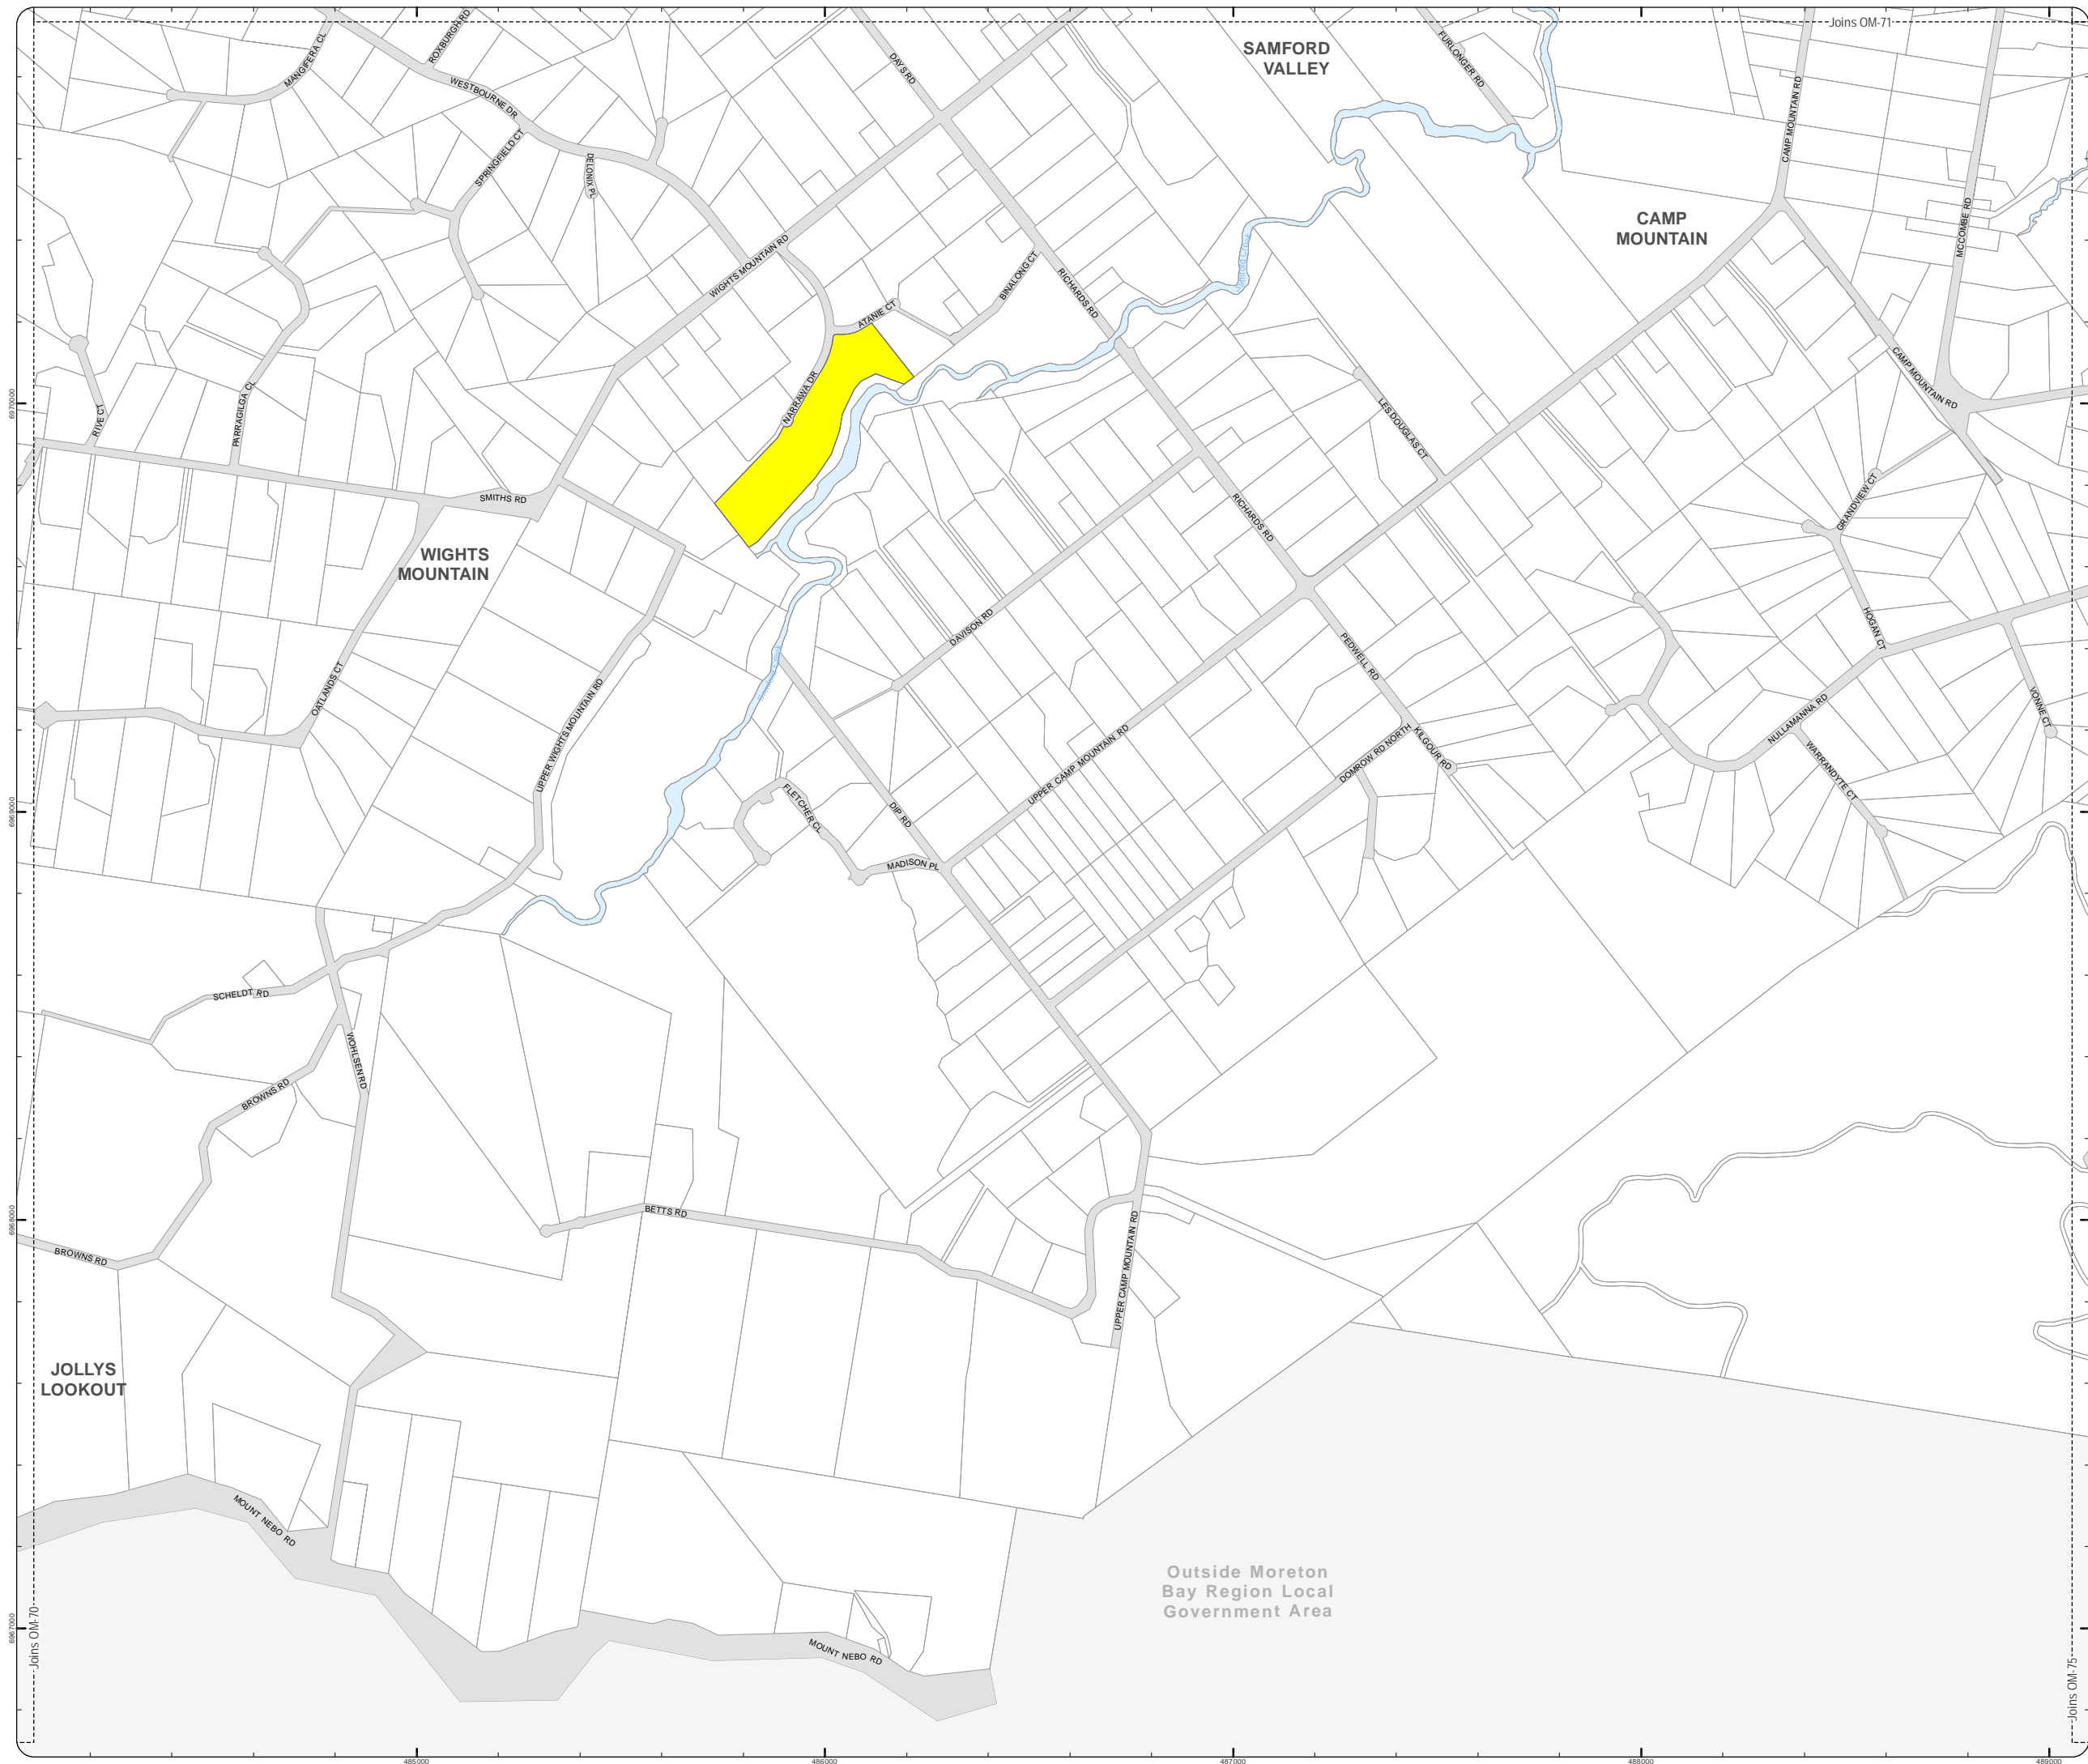 Joins OM-71
SAMFORD
VALLEY
FURLONGER RD
ROXBURGH RD
MANGIFERA CL
WESTBOURNE DR
DAYS RD
CAMP MOUNTAIN RD
SPRINGFIELD CT
DELONIX PL
CAMP
MOUNTAIN
MCCOMBE RD
WIGHTS MOUNTAIN RD
BINALONG CT
RICHARDS RD
ATANIE CT
NARRAWA DR
CAMP MOUNTAIN RD
RIVE CT
PARRAGILGA CL
6970000
LES DOUGLAS CT
SMITHS RD
RICHARDS RD
GRANDVIEW CT
WIGHTS
MOUNTAIN
DAVISON RD
PEDWELL RD
HOGAN CT
OATLANDS CT
UPPER WIGHTS MOUNTAIN RD
VONNE CT
NULLAMANNA RD
WARRANDYTE CT
UPPER CAMP MOUNTAIN RD
DOMROW RD NORTH
KILGOUR RD
6969000
FLETCHER CL
DIP RD
MADISON PL
SCHELDT RD
WOHLSEN RD
BROWNS RD
6968000
BETTS RD
BROWNS RD
UPPER CAMP MOUNTAIN RD
JOLLYS
LOOKOUT
MOUNT NEBO RD
Outside Moreton
Bay Region Local
Government Area
6967000
Joins OM-70
MOUNT NEBO RD
Joins OM-75
485000
486000
487000
488000
489000